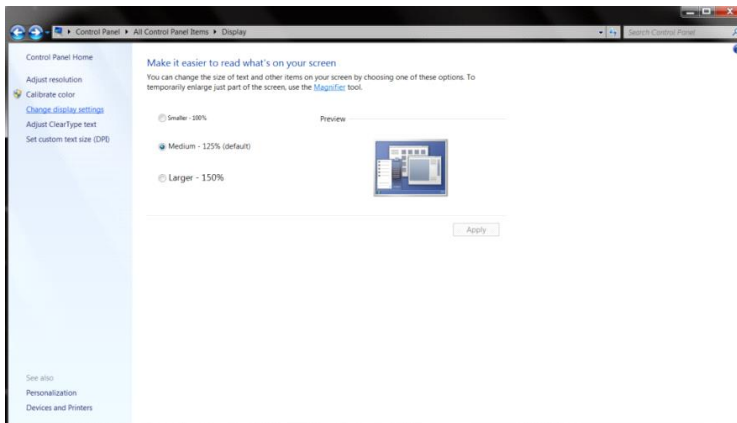 Control Panel ▸ All Control Panel Items ▸ Display
Search Control Panel
Control Panel Home
Adjust resolution
Calibrate color
Change display settings
Adjust ClearType text
Set custom text size (DPI)
Make it easier to read what's on your screen
You can change the size of text and other items on your screen by choosing one of these options. To
temporarily enlarge just part of the screen, use the Magnifier tool.
Smaller - 100%
Preview
Medium - 125% (default)
Larger - 150%
Apply
See also
Personalization
Devices and Printers